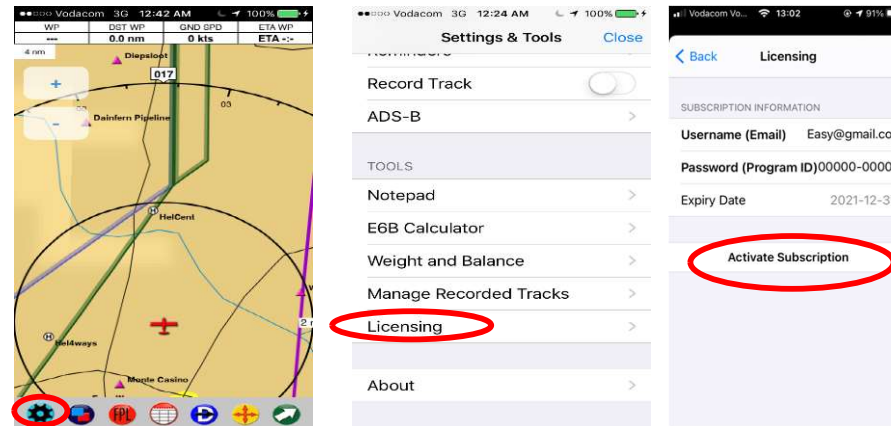 Vodacom 3G 12:42 AM 100%
WP DST WP GND SPD ETA WP
--- 0.0 nm 0 kts ETA -:-
4 nm
Diepsloot
017
+
03
-
Dainfern Pipeline
HelCent
2
Hel4ways
Monte Casino
FPL
Vodacom 3G 12:24 AM 100%
Settings & Tools Close
Record Track
ADS-B >
TOOLS
Notepad >
E6B Calculator >
Weight and Balance >
Manage Recorded Tracks >
Licensing >
About >
Vodacom Vo... 13:02 91%
< Back Licensing
SUBSCRIPTION INFORMATION
Username (Email) Easy@gmail.co
Password (Program ID) 00000-0000
Expiry Date 2021-12-3
Activate Subscription